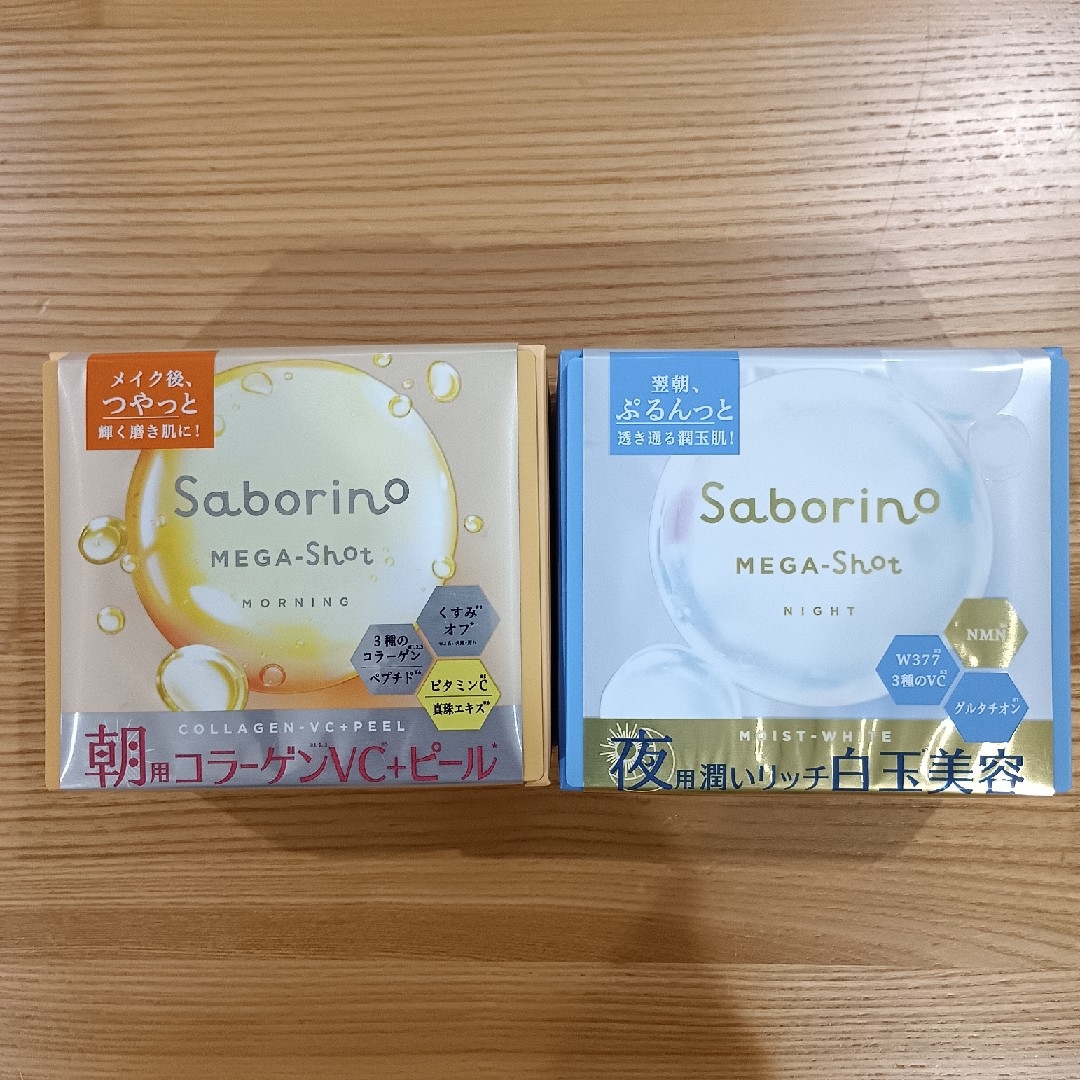 メイク後、
つやっと
輝く磨き肌に!
Saborino
MEGA-Shot
MORNING
くすみ
オフ
3種の
コラーゲン
ペプチド
ビタミンC
真珠エキス
COLLAGEN-VC+PEEL
朝用コラーゲンVC+ピール*
翌朝、
ぷるんっと
透き通る潤玉肌!
Saborino
MEGA-Shot
NIGHT
NMN
W377
3種のVC
グルタチオン
MOIST-WHITE
夜用潤いリッチ白玉美容